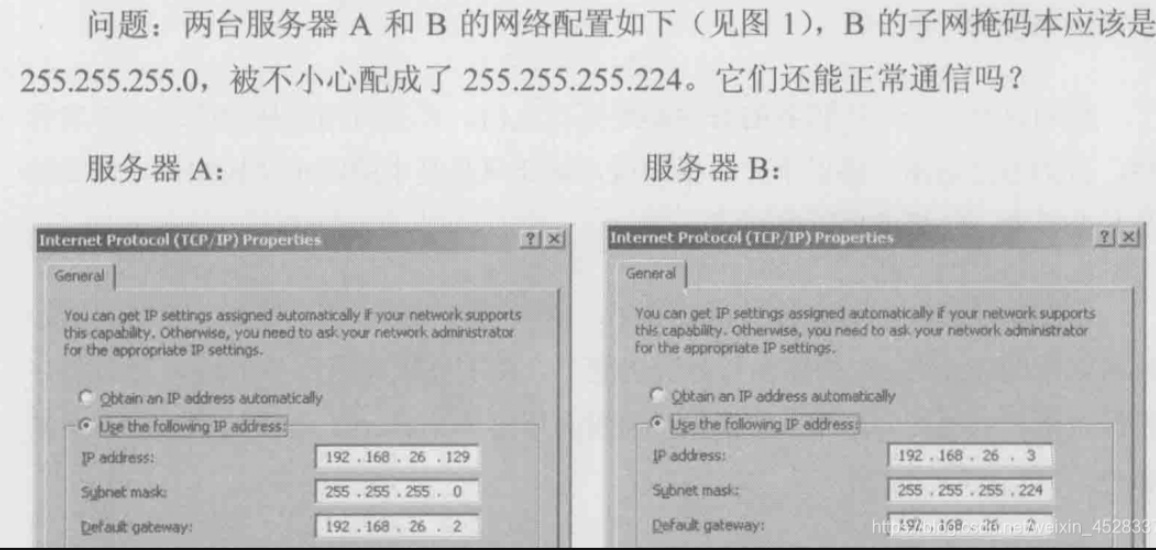 问题：两台服务器 A 和 B 的网络配置如下（见图 1），B 的子网掩码本应该是
255.255.255.0，被不小心配成了 255.255.255.224。它们还能正常通信吗？
服务器 A：
服务器 B：
Internet Protocol (TCP/IP) Properties
General
You can get IP settings assigned automatically if your network supports
this capability. Otherwise, you need to ask your network administrator
for the appropriate IP settings.
Obtain an IP address automatically
Use the following IP address:
IP address:
192 . 168 . 26 . 129
Subnet mask:
255 . 255 . 255 . 0
Default gateway:
192 . 168 . 26 . 2
Internet Protocol (TCP/IP) Properties
General
You can get IP settings assigned automatically if your network supports
this capability. Otherwise, you need to ask your network administrator
for the appropriate IP settings.
Obtain an IP address automatically
Use the following IP address:
IP address:
192 . 168 . 26 . 3
Subnet mask:
255 . 255 . 255 . 224
Default gateway:
192 . 168 . 26 . 2